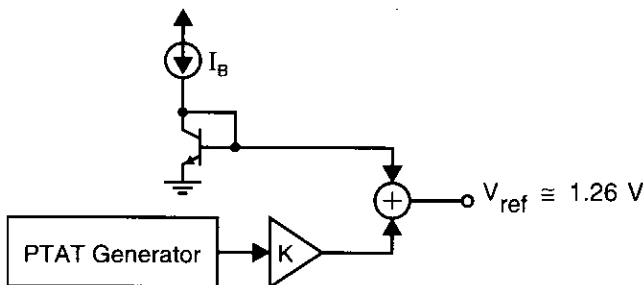 I_B
+
V_ref ≅ 1.26 V
PTAT Generator
K